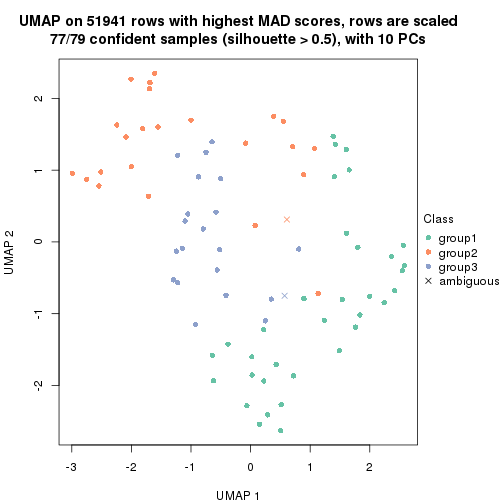 UMAP on 51941 rows with highest MAD scores, rows are scaled
77/79 confident samples (silhouette > 0.5), with 10 PCs
2
1
0
-1
-2
UMAP 2
-3 -2 -1 0 1 2
UMAP 1
Class
group1
group2
group3
ambiguous